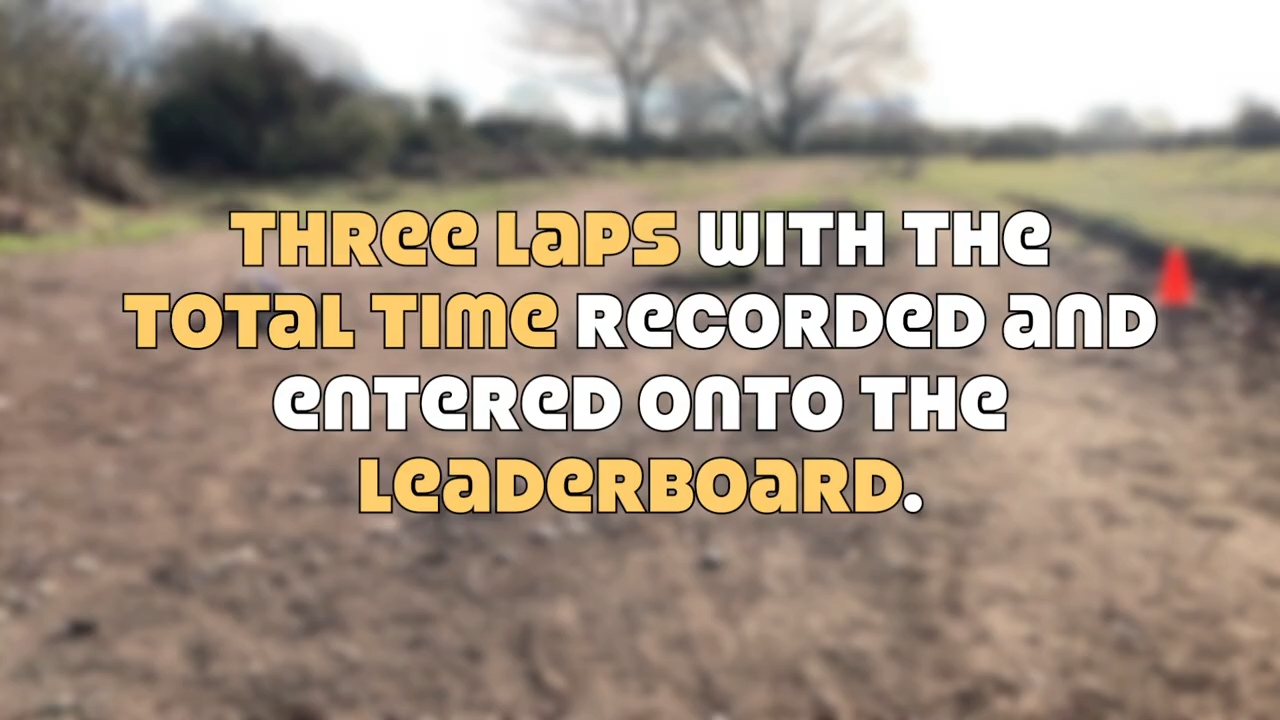 THREE LAPS WITH THE
TOTAL TIME RECORDED AND
ENTERED ONTO THE
LEADERBOARD.